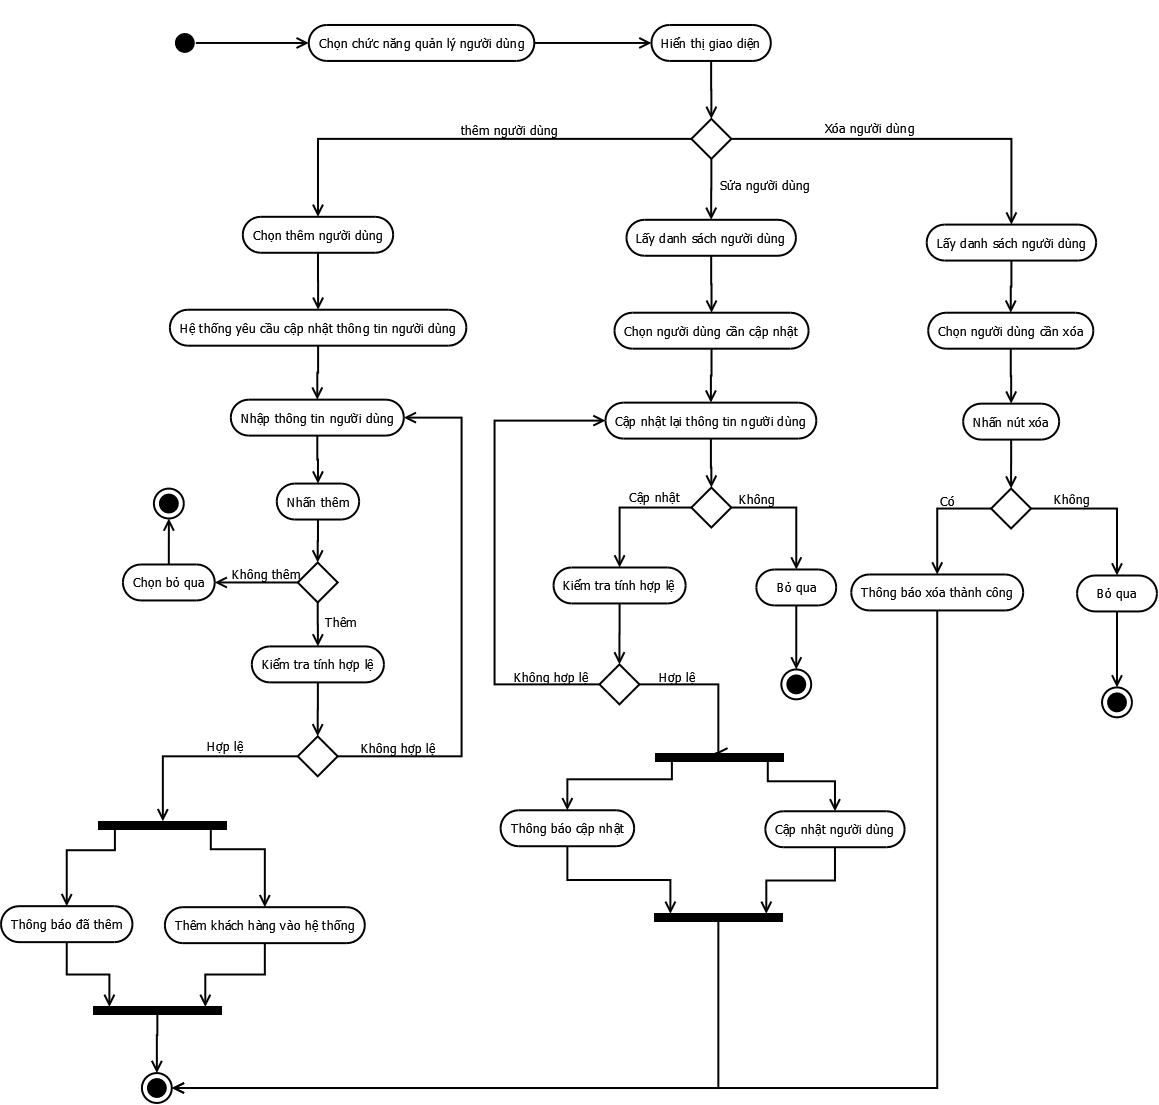 Chọn chức năng quản lý người dùng
Hiển thị giao diện
thêm người dùng
Xóa người dùng
Sửa người dùng
Chọn thêm người dùng
Lấy danh sách người dùng
Lấy danh sách người dùng
Hệ thống yêu cầu cập nhật thông tin người dùng
Chọn người dùng cần cập nhật
Chọn người dùng cần xóa
Nhập thông tin người dùng
Cập nhật lại thông tin người dùng
Nhấn nút xóa
Nhấn thêm
Cập nhật
Không
Có
Không
Chọn bỏ qua
Không thêm
Kiểm tra tính hợp lệ
Bỏ qua
Thông báo xóa thành công
Bỏ qua
Thêm
Kiểm tra tính hợp lệ
Không hợp lệ
Hợp lệ
Hợp lệ
Không hợp lệ
Thông báo cập nhật
Cập nhật người dùng
Thông báo đã thêm
Thêm khách hàng vào hệ thống